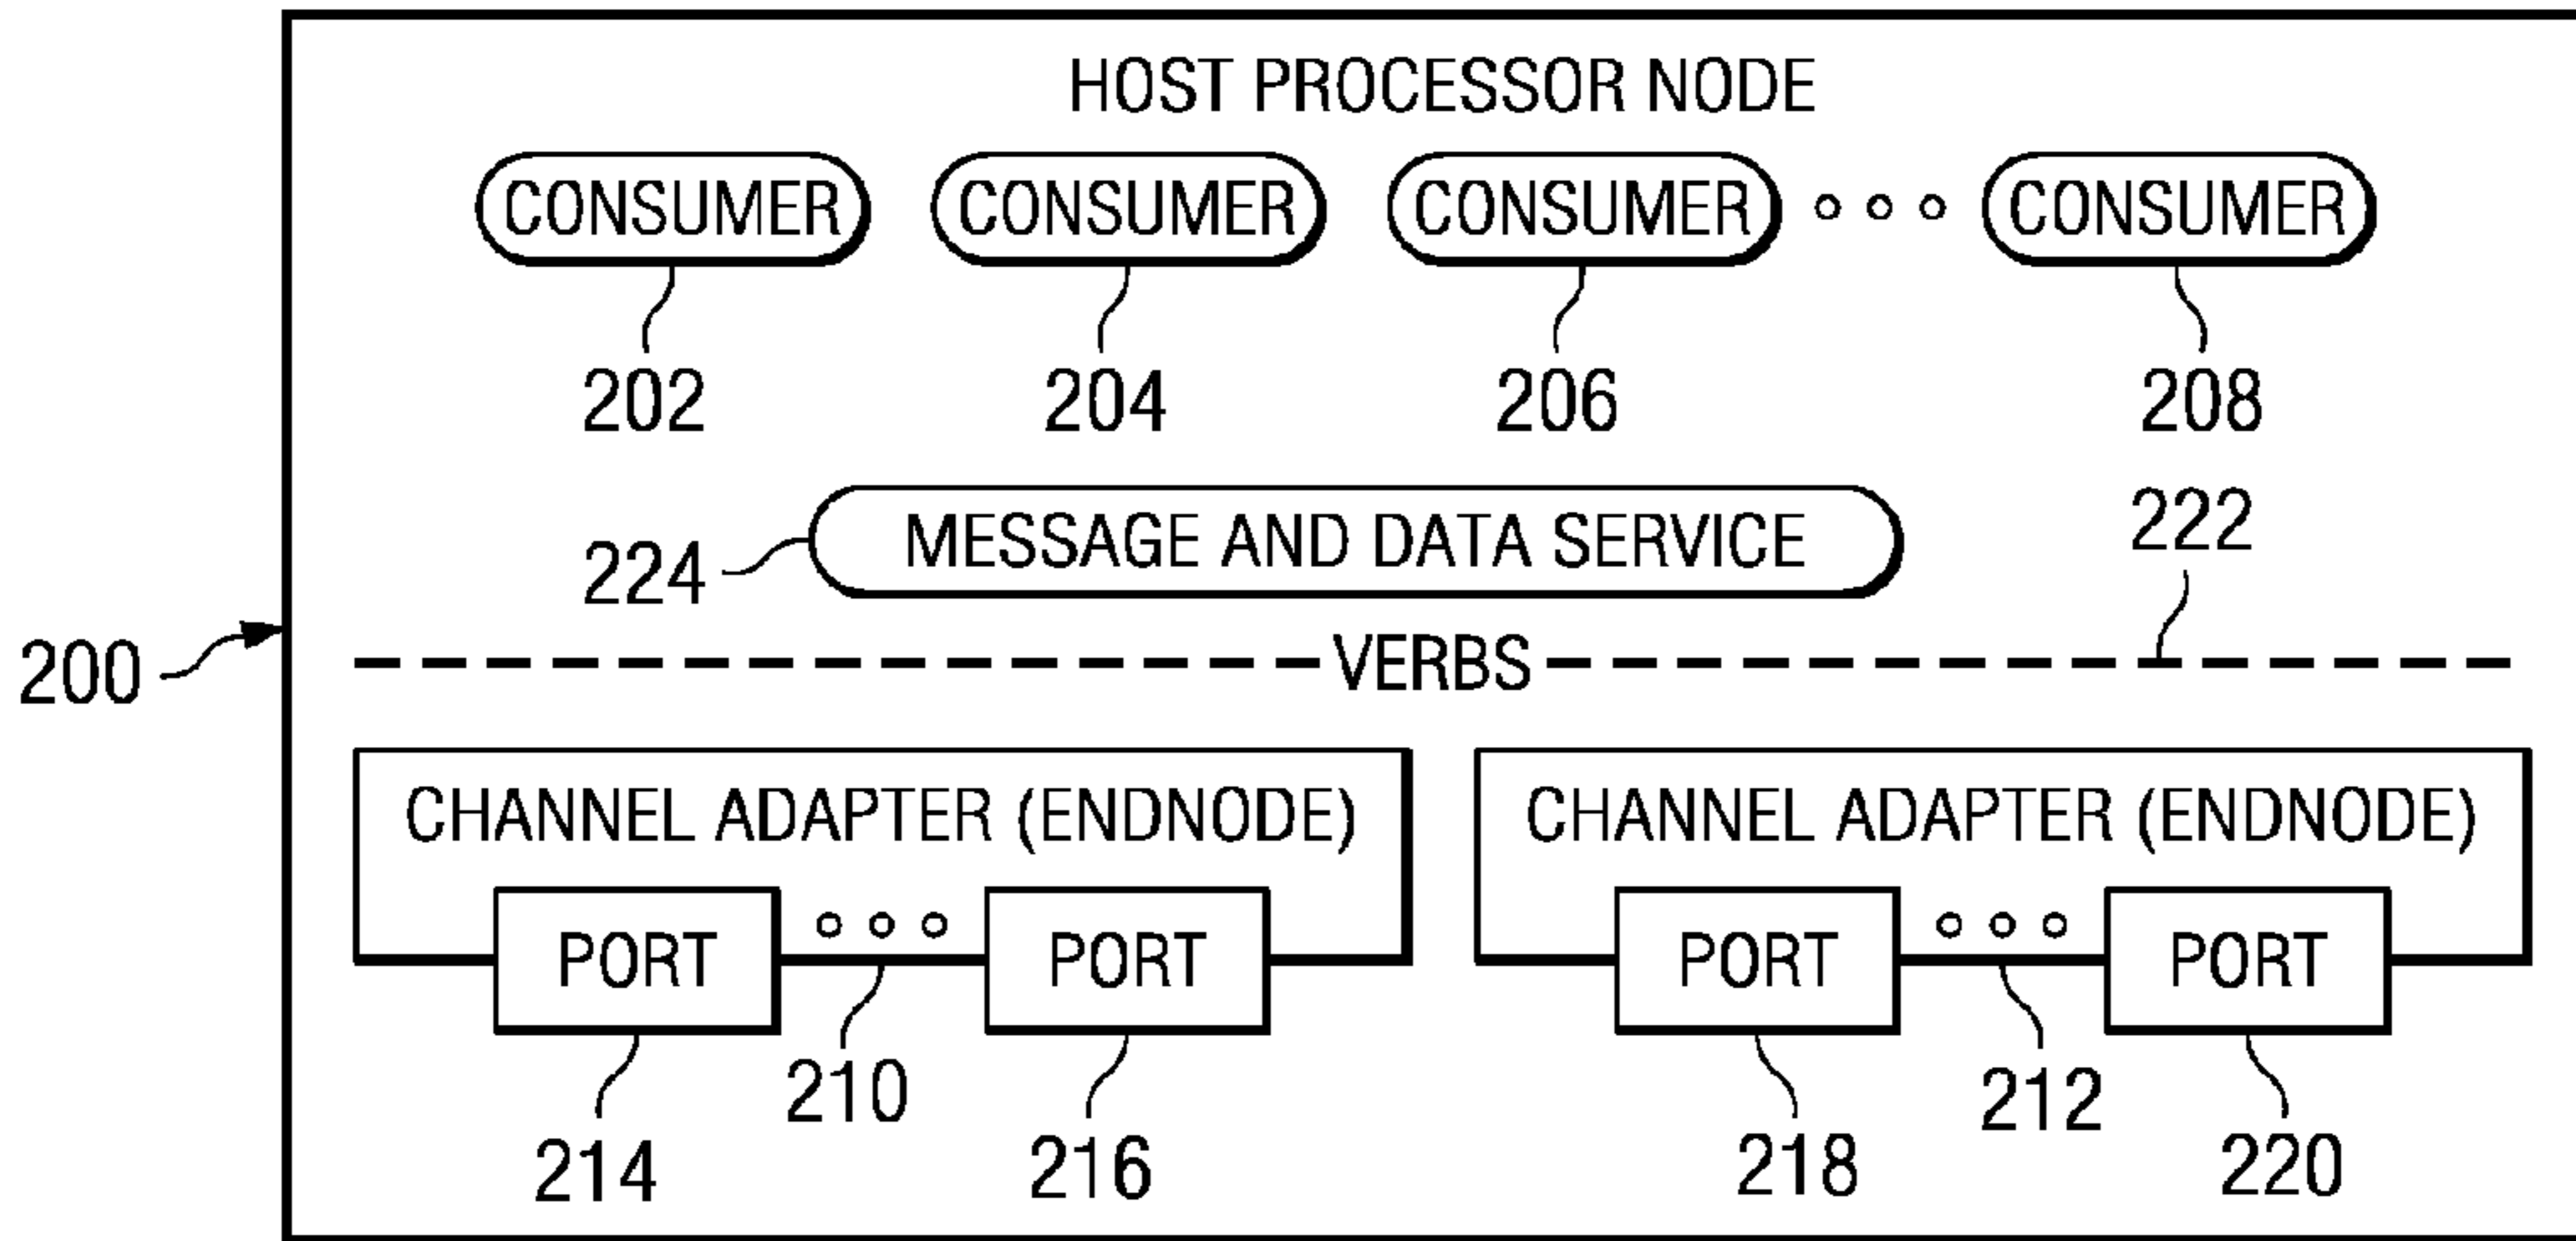 HOST PROCESSOR NODE
CONSUMER CONSUMER CONSUMER CONSUMER
202 204 206 208
222
MESSAGE AND DATA SERVICE
224
200
VERBS
CHANNEL ADAPTER (ENDNODE) CHANNEL ADAPTER (ENDNODE)
PORT PORT PORT PORT
210 212
214 216 218 220